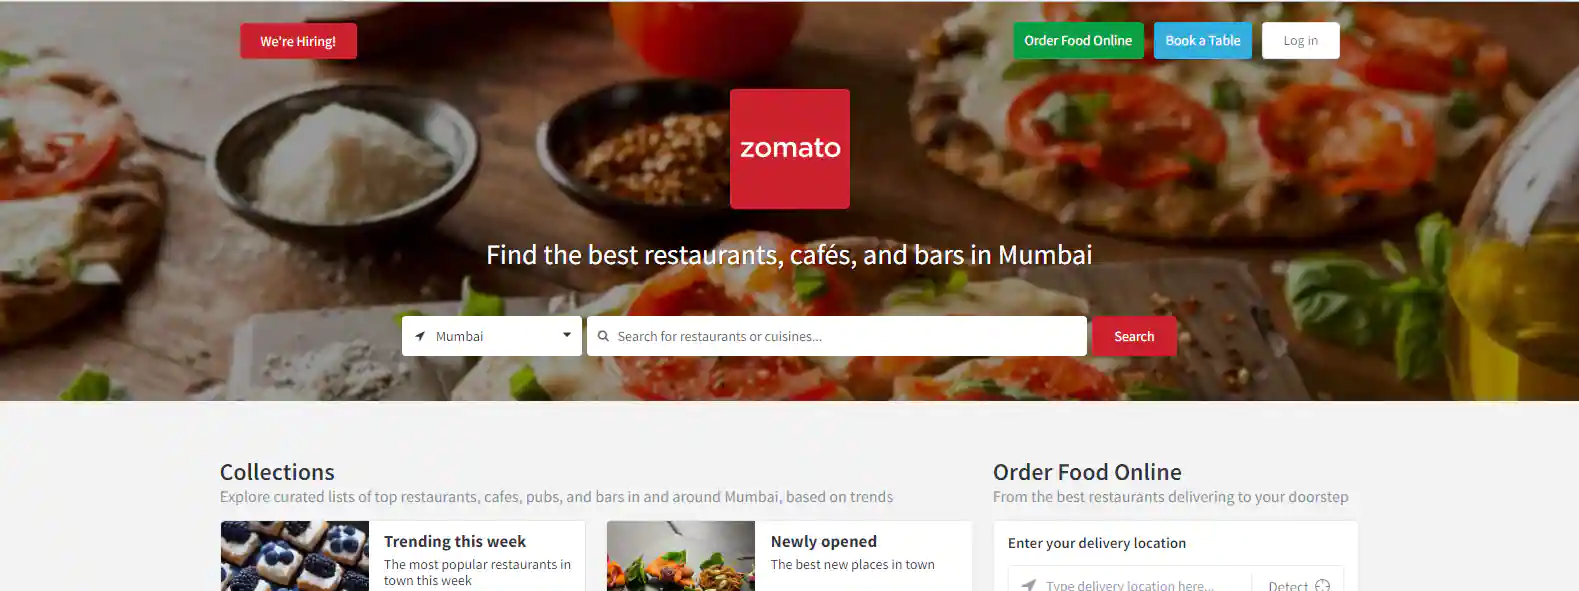 We're Hiring!
Order Food Online
Book a Table
Log in
zomato
Find the best restaurants, cafés, and bars in Mumbai
Mumbai
Search for restaurants or cuisines...
Search
Collections
Explore curated lists of top restaurants, cafes, pubs, and bars in and around Mumbai, based on trends
Trending this week
The most popular restaurants in
town this week
Newly opened
The best new places in town
Order Food Online
From the best restaurants delivering to your doorstep
Enter your delivery location
Type delivery location here...
Detect